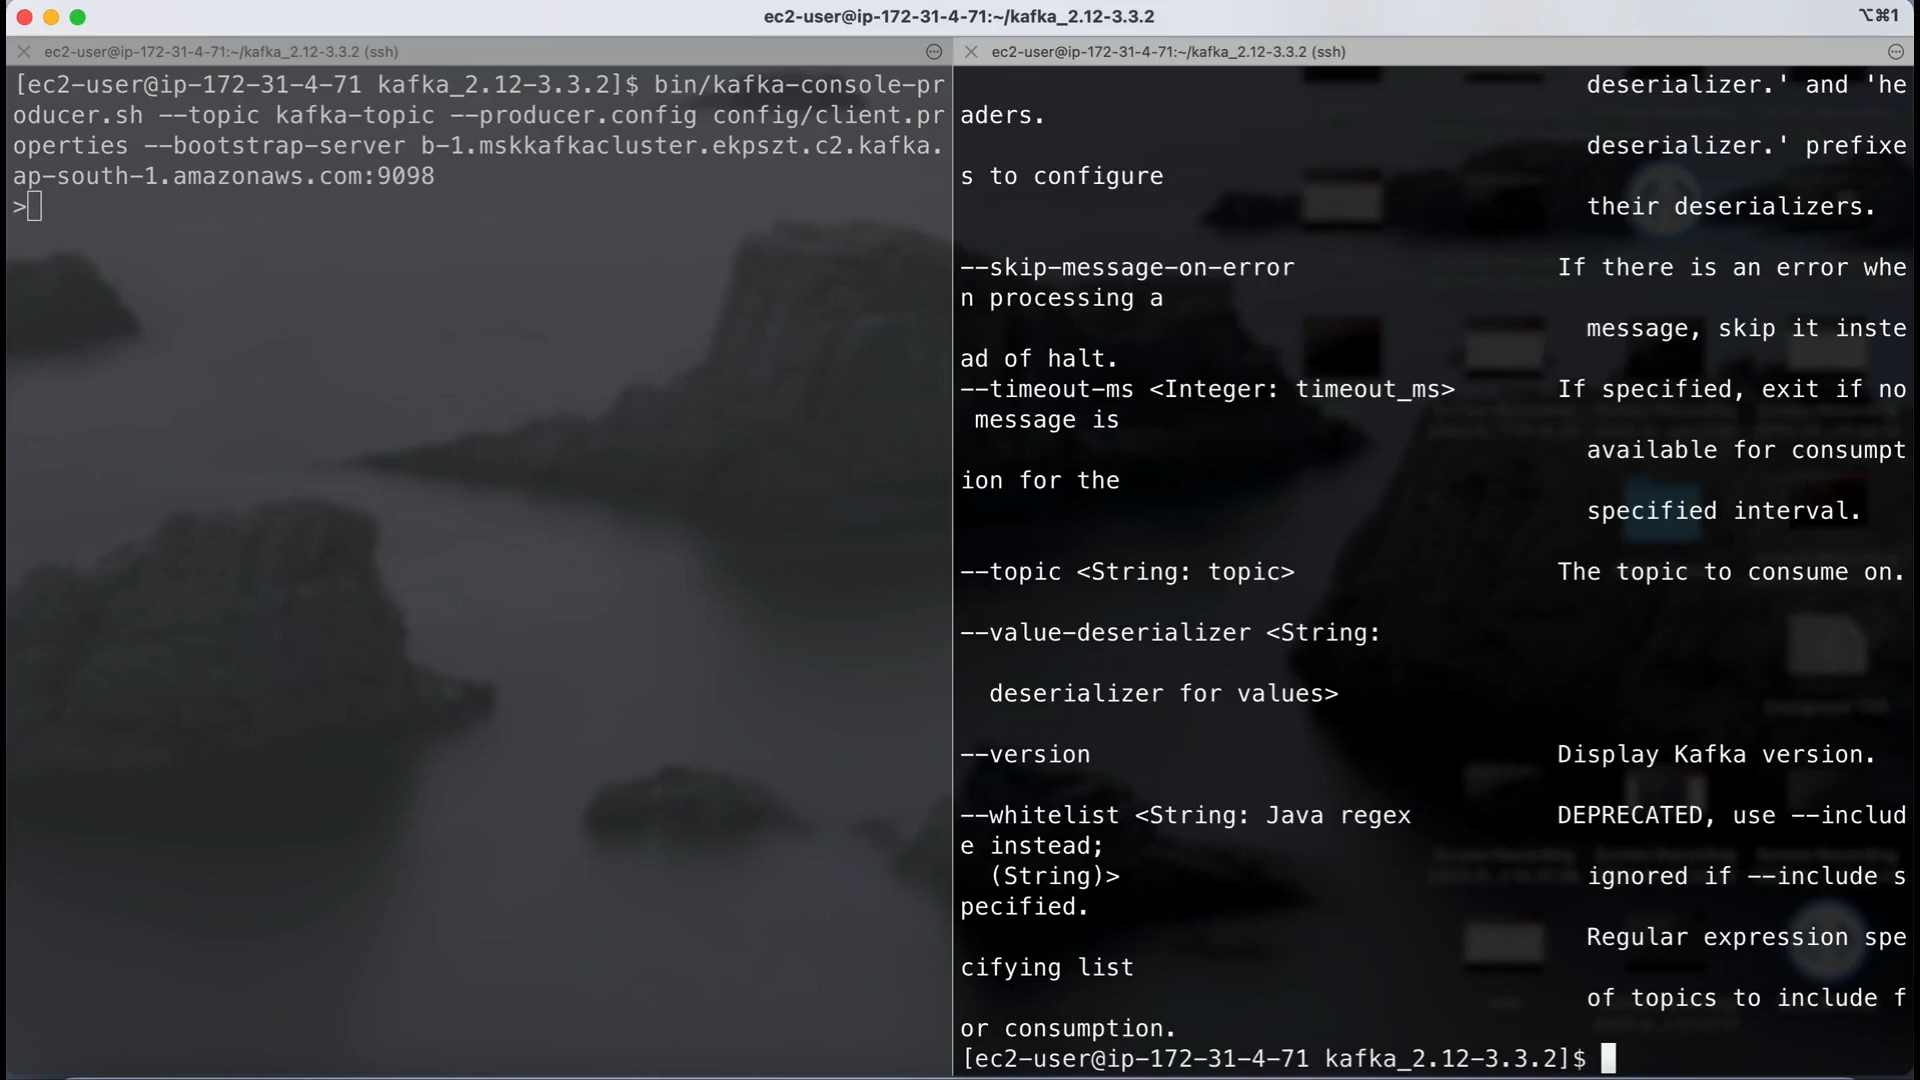 ec2-user@ip-172-31-4-71:~/kafka_2.12-3.3.2
⌥⌘1
ec2-user@ip-172-31-4-71:~/kafka_2.12-3.3.2 (ssh)
[ec2-user@ip-172-31-4-71 kafka_2.12-3.3.2]$ bin/kafka-console-pr
oducer.sh --topic kafka-topic --producer.config config/client.pr
operties --bootstrap-server b-1.mskkafkacluster.ekpszt.c2.kafka.
ap-south-1.amazonaws.com:9098
>
ec2-user@ip-172-31-4-71:~/kafka_2.12-3.3.2 (ssh)
deserializer.' and 'he
aders.
deserializer.' prefixe
s to configure
their deserializers.
--skip-message-on-error If there is an error whe
n processing a
message, skip it inste
ad of halt.
--timeout-ms <Integer: timeout_ms> If specified, exit if no
message is
available for consumpt
ion for the
specified interval.
--topic <String: topic> The topic to consume on.
--value-deserializer <String:
deserializer for values>
--version Display Kafka version.
--whitelist <String: Java regex DEPRECATED, use --includ
e instead;
(String)> ignored if --include s
pecified.
Regular expression spe
cifying list
of topics to include f
or consumption.
[ec2-user@ip-172-31-4-71 kafka_2.12-3.3.2]$